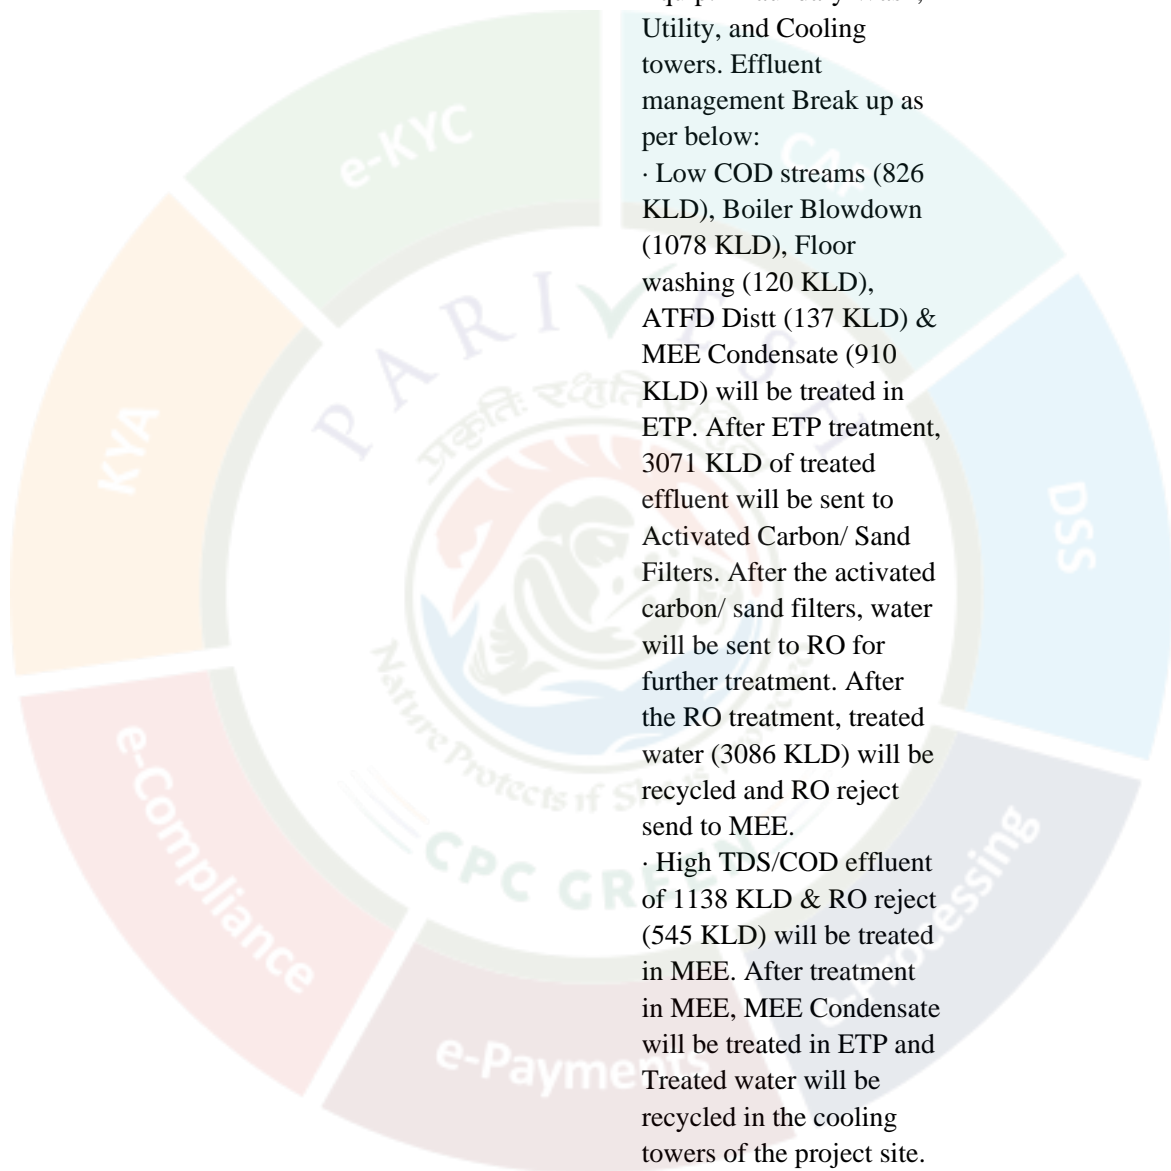 Utility, and Cooling
towers. Effluent
management Break up as
per below:
· Low COD streams (826
KLD), Boiler Blowdown
(1078 KLD), Floor
washing (120 KLD),
ATFD Distt (137 KLD) &
MEE Condensate (910
KLD) will be treated in
ETP. After ETP treatment,
3071 KLD of treated
effluent will be sent to
Activated Carbon/ Sand
Filters. After the activated
carbon/ sand filters, water
will be sent to RO for
further treatment. After
the RO treatment, treated
water (3086 KLD) will be
recycled and RO reject
send to MEE.
· High TDS/COD effluent
of 1138 KLD & RO reject
(545 KLD) will be treated
in MEE. After treatment
in MEE, MEE Condensate
will be treated in ETP and
Treated water will be
recycled in the cooling
towers of the project site.
e-KYC
CAF
KYA
DSS
PARIVESH
प्रकृतिः रक्षति
Nature Protects if She is
CPC GREEN
e-Compliance
e-Payments
e-Processing